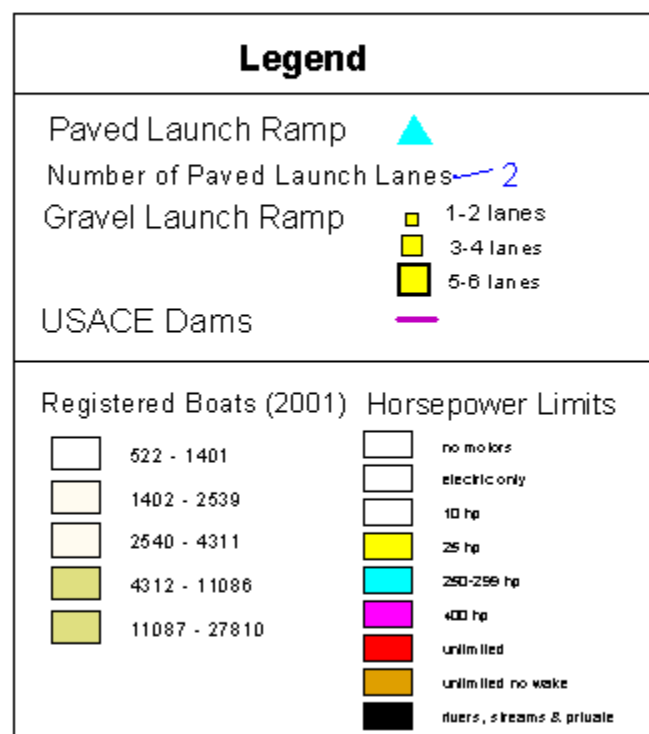 Legend
Paved Launch Ramp
Number of Paved Launch Lanes 2
Gravel Launch Ramp
1-2 lanes
3-4 lanes
5-6 lanes
USACE Dams
Registered Boats (2001)
522 - 1401
1402 - 2539
2540 - 4311
4312 - 11086
11087 - 27810
Horsepower Limits
no motors
electric only
10 hp
25 hp
250-299 hp
400 hp
unlimited
unlimited no wake
rivers, streams & private